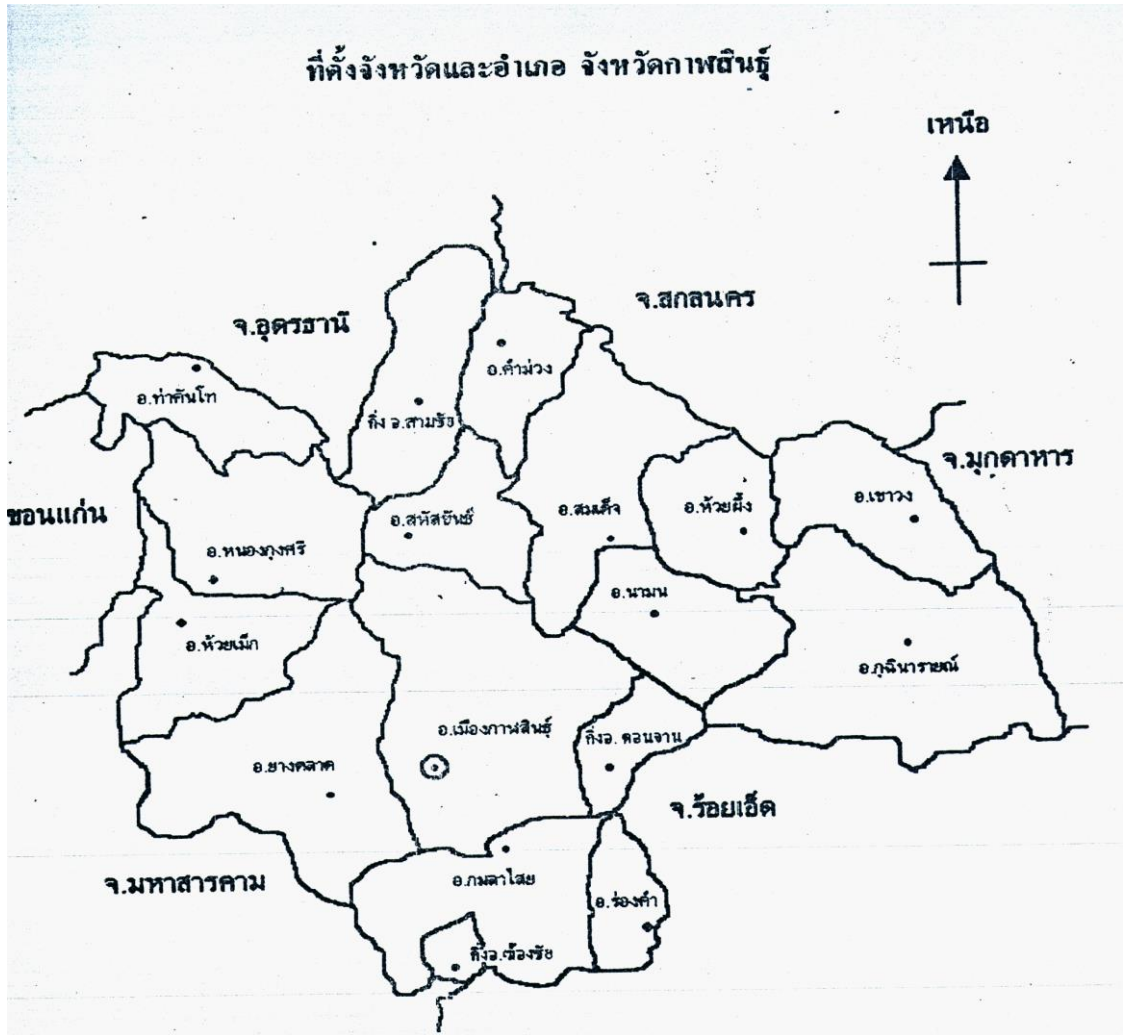 ที่ตั้งจังหวัดและอำเภอ จังหวัดกาฬสินธุ์
เหนือ
จ.สกลนคร
จ.อุดรธานี
อ.คำม่วง
อ.ท่าคันโท
กิ่ง อ.สามชัย
จ.มุกดาหาร
อ.เขาวง
ขอนแก่น
อ.สหัสขันธ์
อ.สมเด็จ
อ.ห้วยผึ้ง
อ.หนองกุงศรี
อ.นามน
อ.ห้วยเม็ก
อ.กุฉินารายณ์
อ.เมืองกาฬสินธุ์
กิ่งอ. ดอนจาน
อ.ยางตลาด
จ.ร้อยเอ็ด
จ.มหาสารคาม
อ.กมลาไสย
อ.ร่องคำ
กิ่งอ.ฆ้องชัย